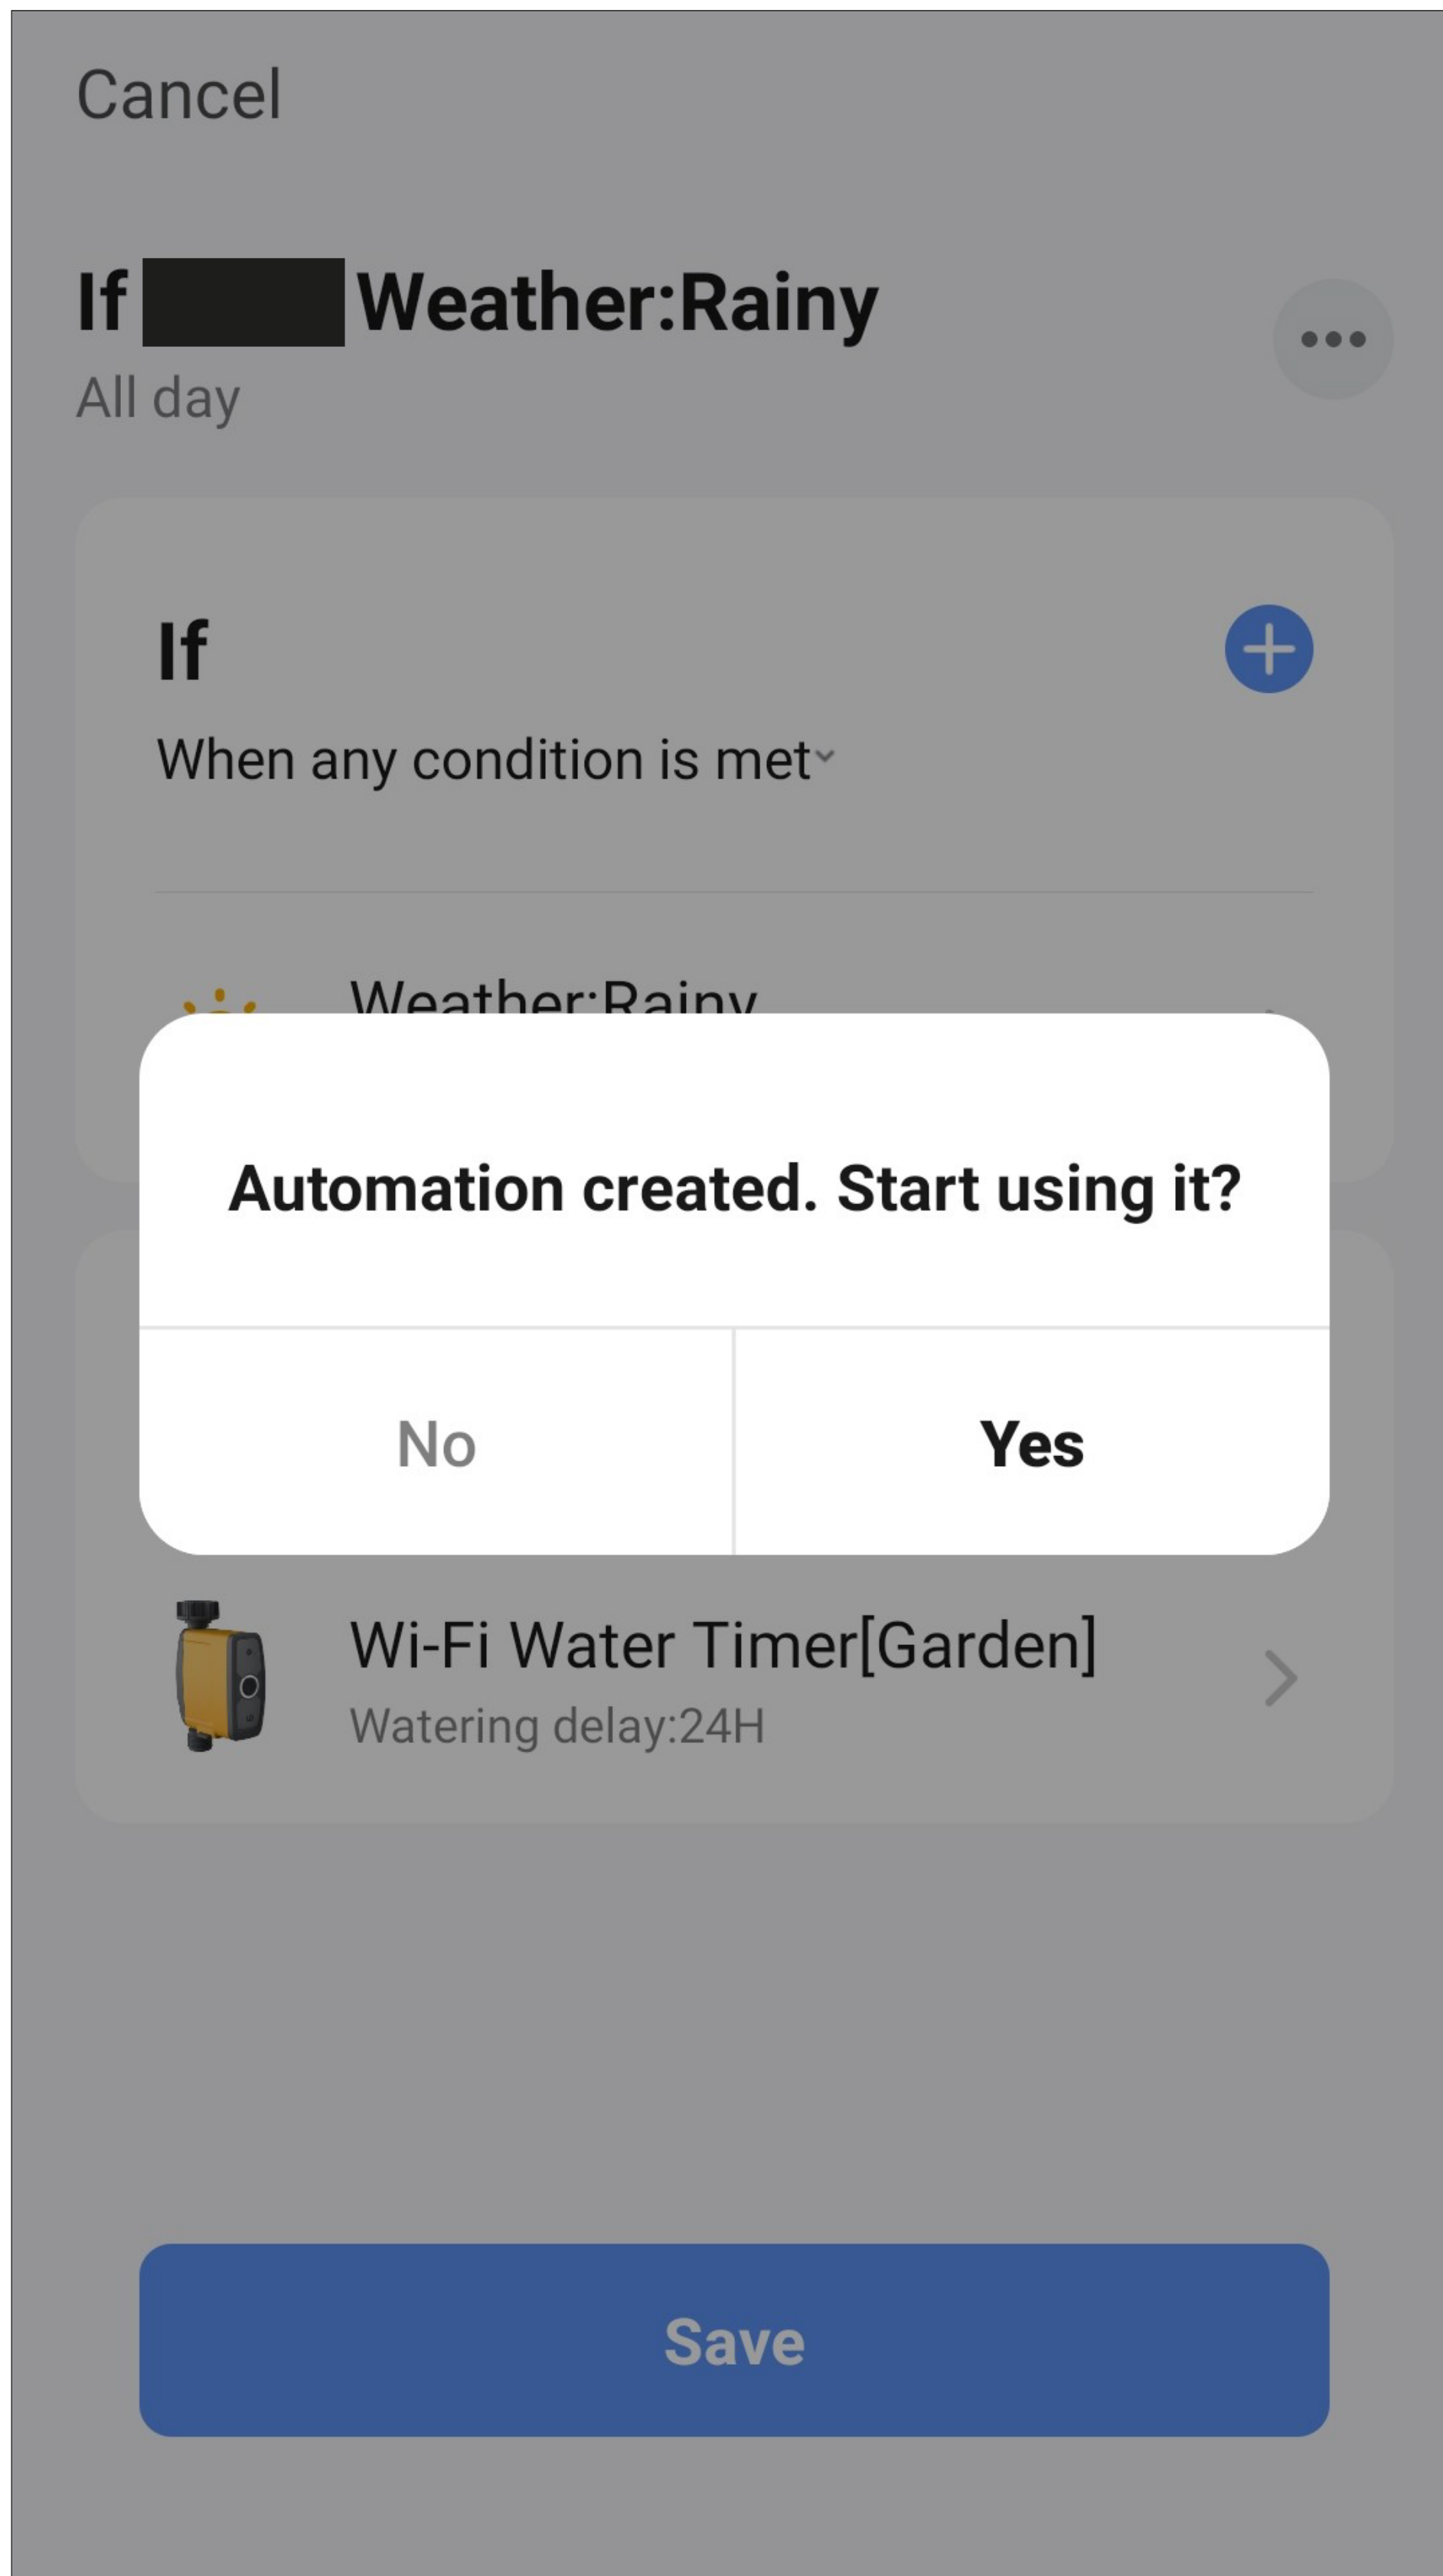 Cancel
If Weather:Rainy
All day
If
When any condition is met
Weather:Rainy
Automation created. Start using it?
No
Yes
Wi-Fi Water Timer[Garden]
Watering delay:24H
Save